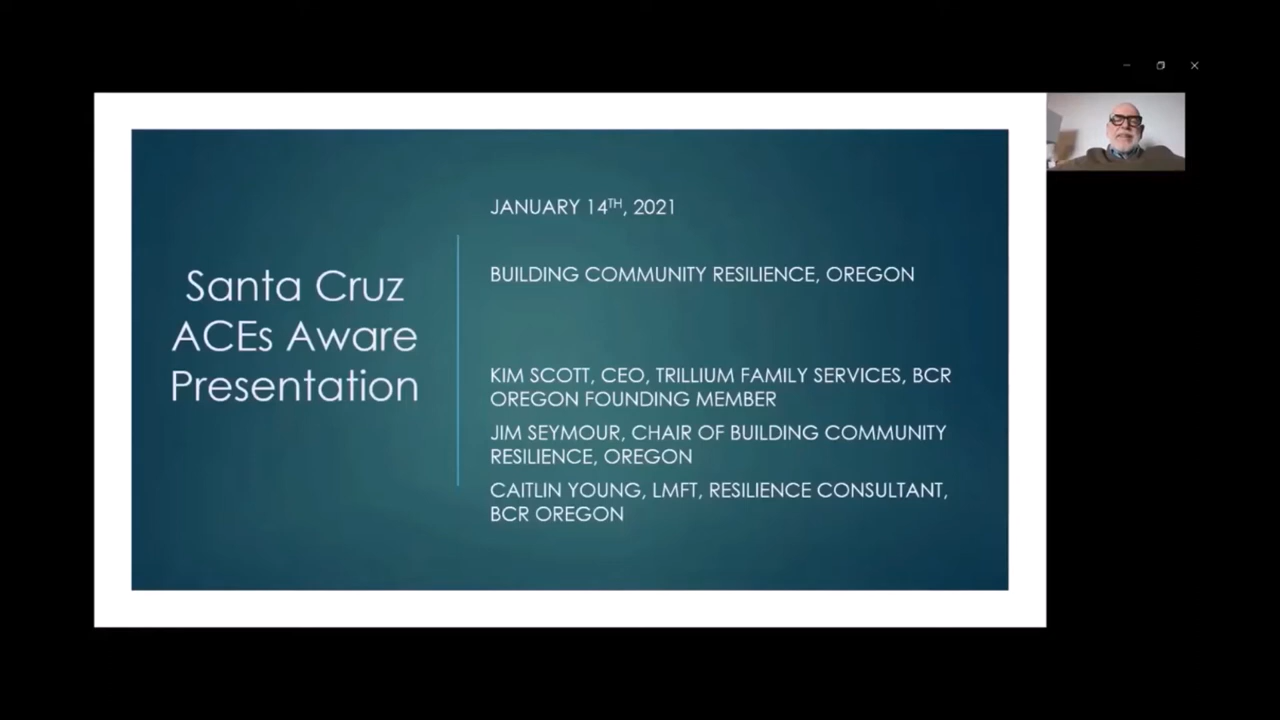 Santa Cruz
ACEs Aware
Presentation
JANUARY 14TH, 2021
BUILDING COMMUNITY RESILIENCE, OREGON
KIM SCOTT, CEO, TRILLIUM FAMILY SERVICES, BCR
OREGON FOUNDING MEMBER
JIM SEYMOUR, CHAIR OF BUILDING COMMUNITY
RESILIENCE, OREGON
CAITLIN YOUNG, LMFT, RESILIENCE CONSULTANT,
BCR OREGON